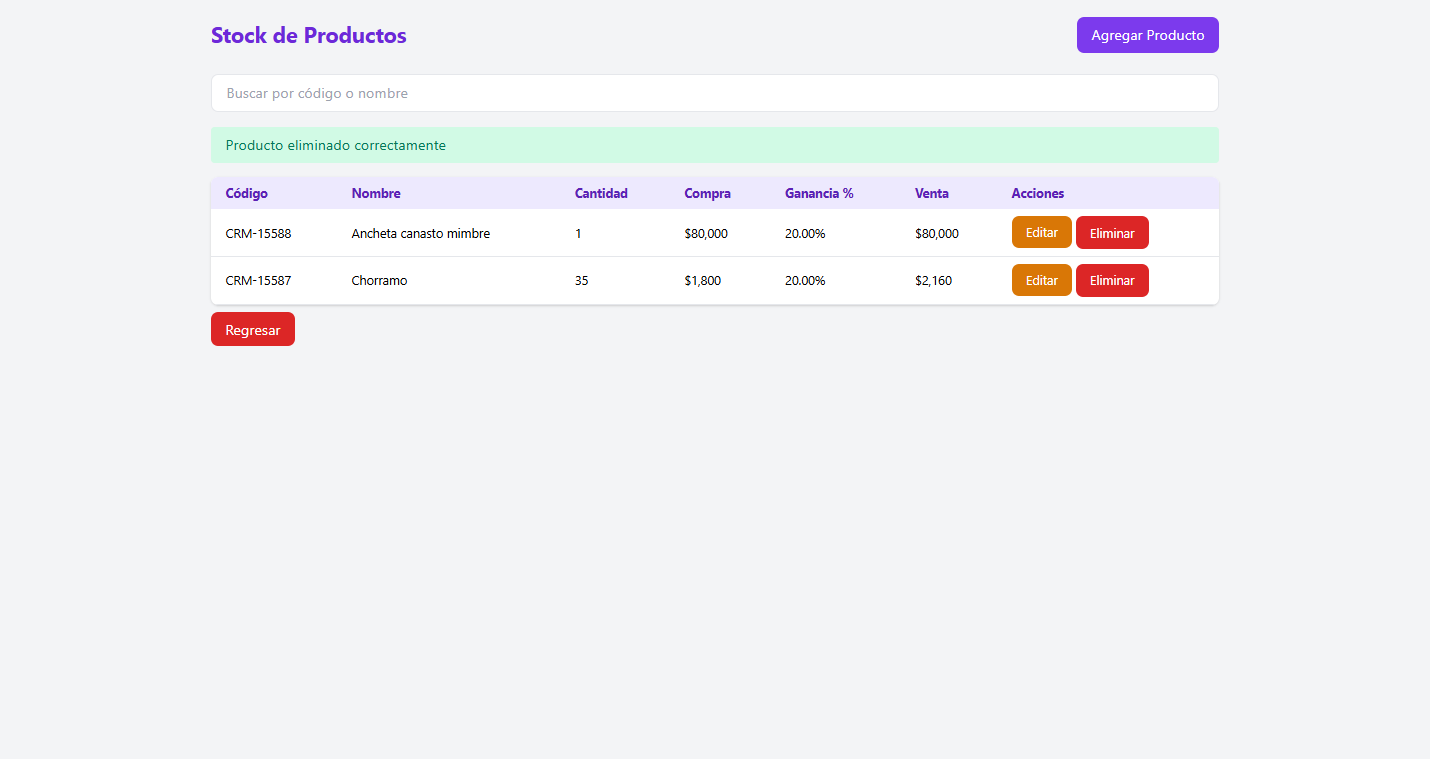 Stock de Productos
Agregar Producto
Buscar por código o nombre
Producto eliminado correctamente
Código Nombre Cantidad Compra Ganancia % Venta Acciones
CRM-15588 Ancheta canasto mimbre 1 $80,000 20.00% $80,000 Editar Eliminar
CRM-15587 Chorramo 35 $1,800 20.00% $2,160 Editar Eliminar
Regresar